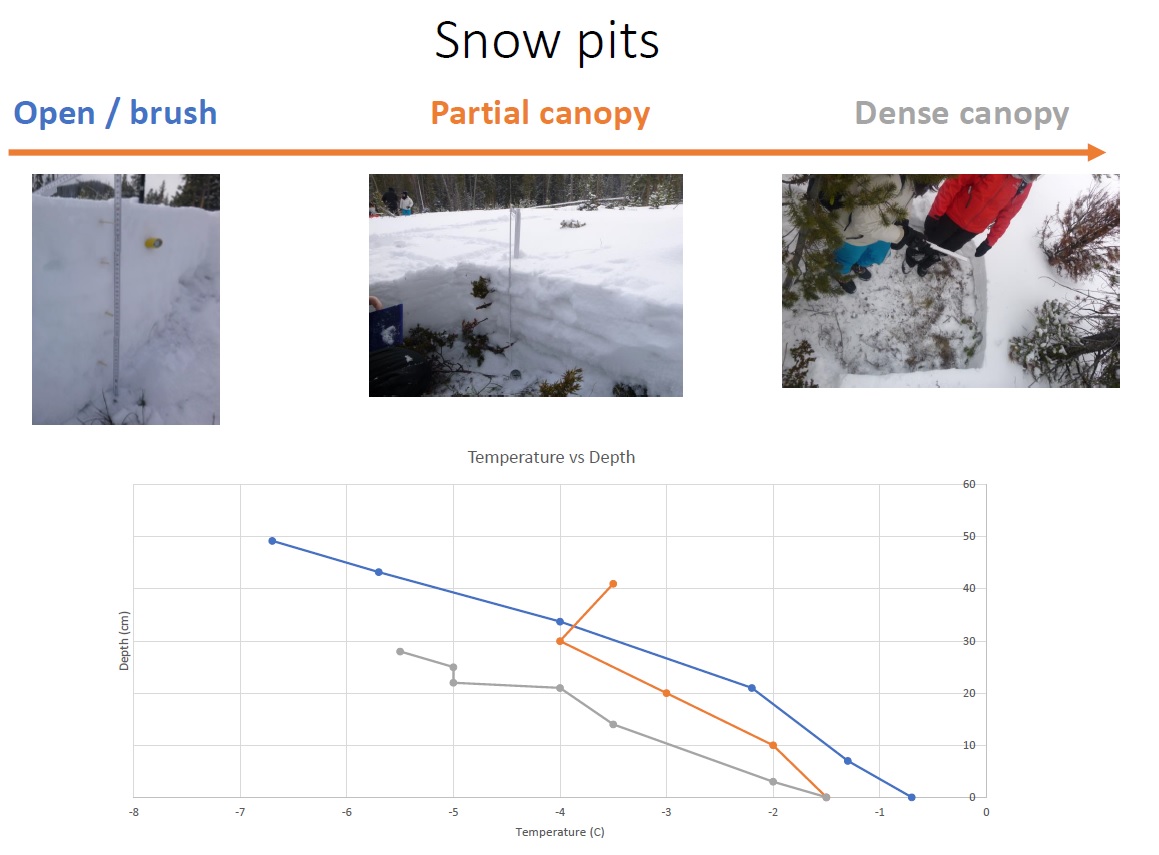 Snow pits
Open / brush
Partial canopy
Dense canopy
Temperature vs Depth
60
50
40
30
20
10
0
Depth (cm)
-8 -7 -6 -5 -4 -3 -2 -1 0
Temperature (C)